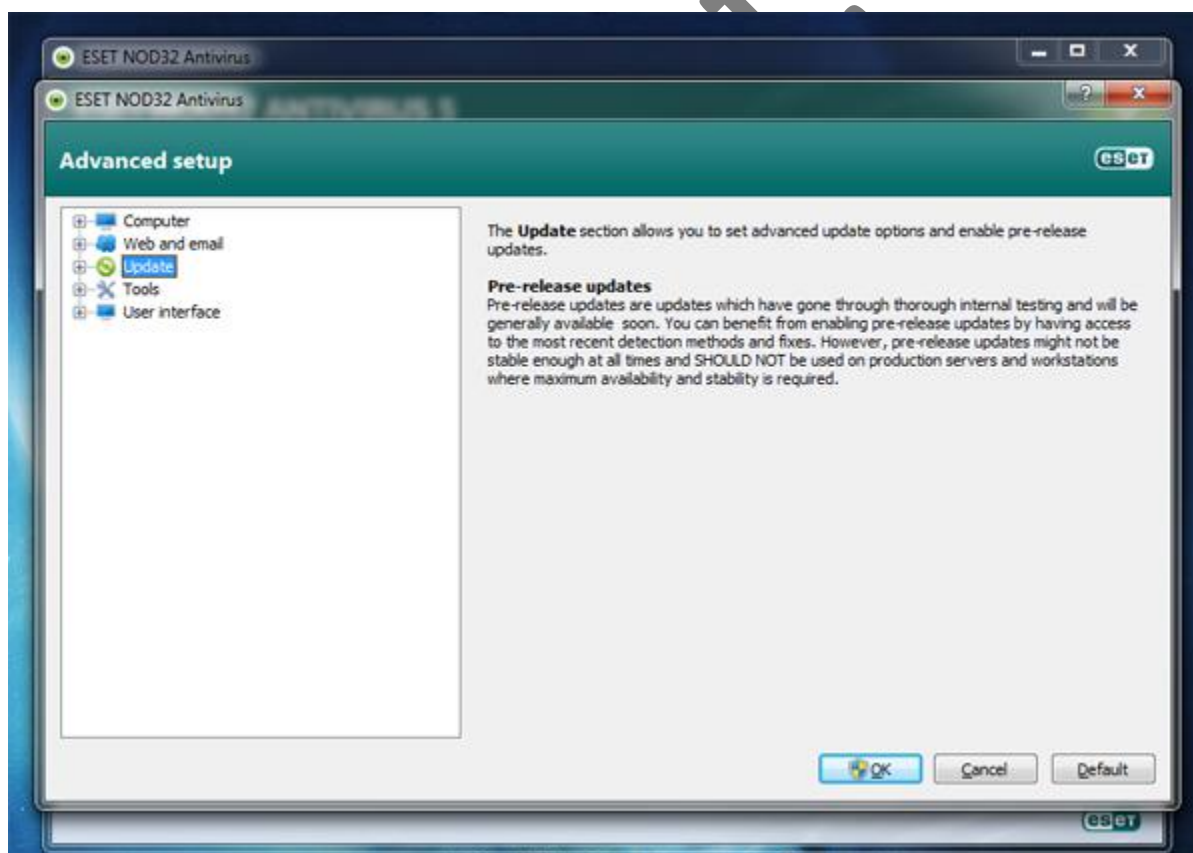 ESET NOD32 Antivirus
ESET NOD32 Antivirus
Advanced setup
eseT
Computer
Web and email
Update
Tools
User interface
The Update section allows you to set advanced update options and enable pre-release
updates.
Pre-release updates
Pre-release updates are updates which have gone through thorough internal testing and will be
generally available soon. You can benefit from enabling pre-release updates by having access
to the most recent detection methods and fixes. However, pre-release updates might not be
stable enough at all times and SHOULD NOT be used on production servers and workstations
where maximum availability and stability is required.
OK
Cancel
Default
eseT